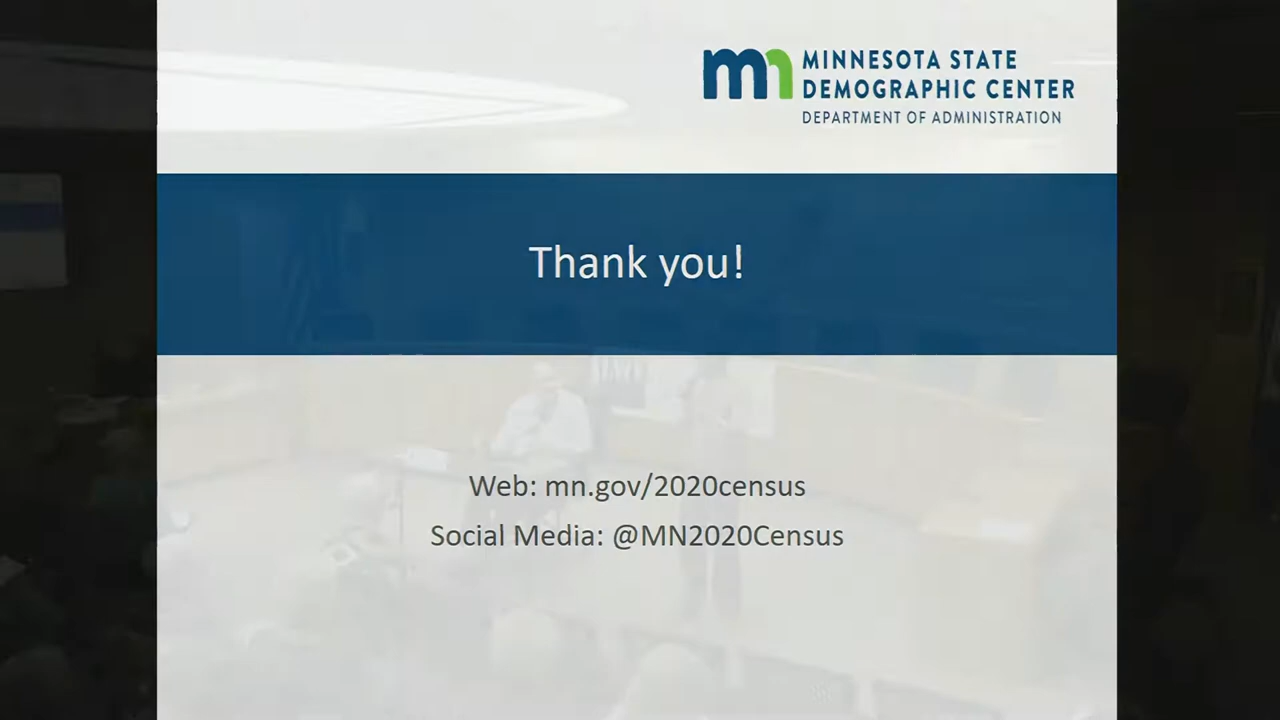 mn MINNESOTA STATE
DEMOGRAPHIC CENTER
DEPARTMENT OF ADMINISTRATION
Thank you!
Web: mn.gov/2020census
Social Media: @MN2020Census